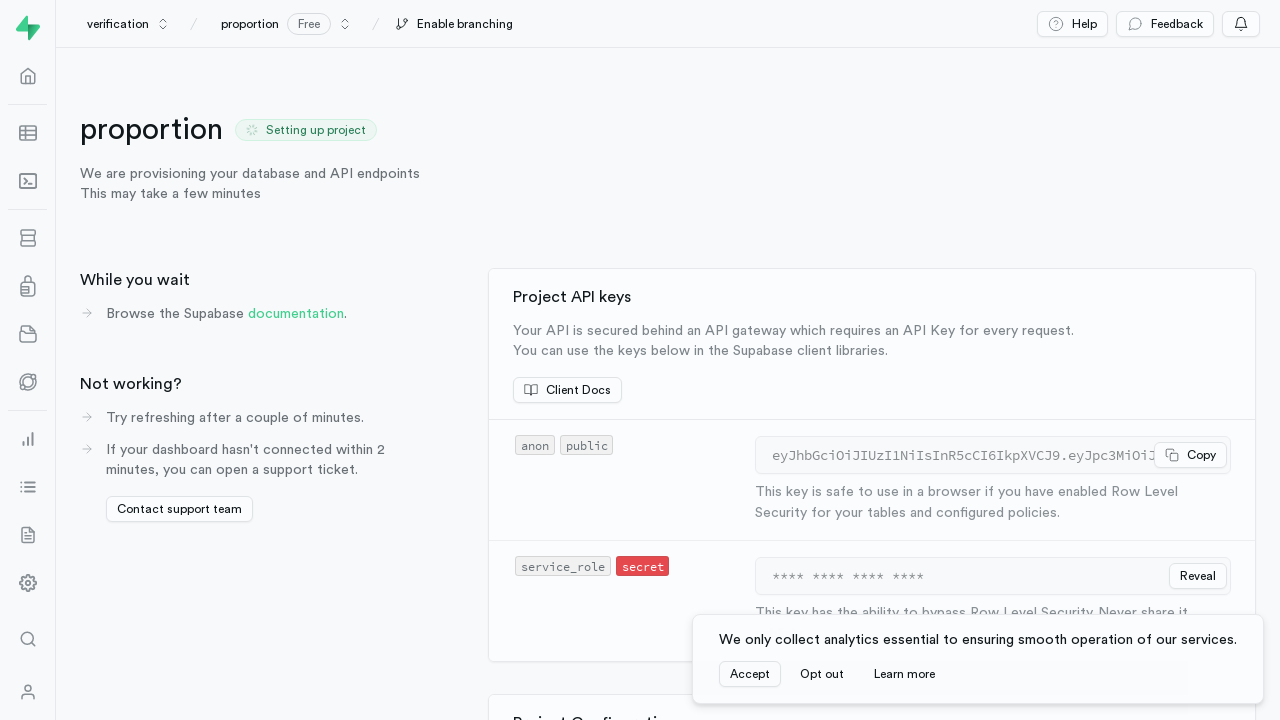 verification
proportion
Free
Enable branching
Help
Feedback
proportion
Setting up project
We are provisioning your database and API endpoints
This may take a few minutes
While you wait
Browse the Supabase documentation.
Not working?
Try refreshing after a couple of minutes.
If your dashboard hasn't connected within 2
minutes, you can open a support ticket.
Contact support team
Project API keys
Your API is secured behind an API gateway which requires an API Key for every request.
You can use the keys below in the Supabase client libraries.
Client Docs
anon public
eyJhbGciOiJIUzI1NiIsInR5cCI6IkpXVCJ9.eyJpc3MiOiJ
Copy
This key is safe to use in a browser if you have enabled Row Level
Security for your tables and configured policies.
service_role secret
**** **** **** ****
Reveal
This key has the ability to bypass Row Level Security. Never share it
We only collect analytics essential to ensuring smooth operation of our services.
Accept
Opt out
Learn more